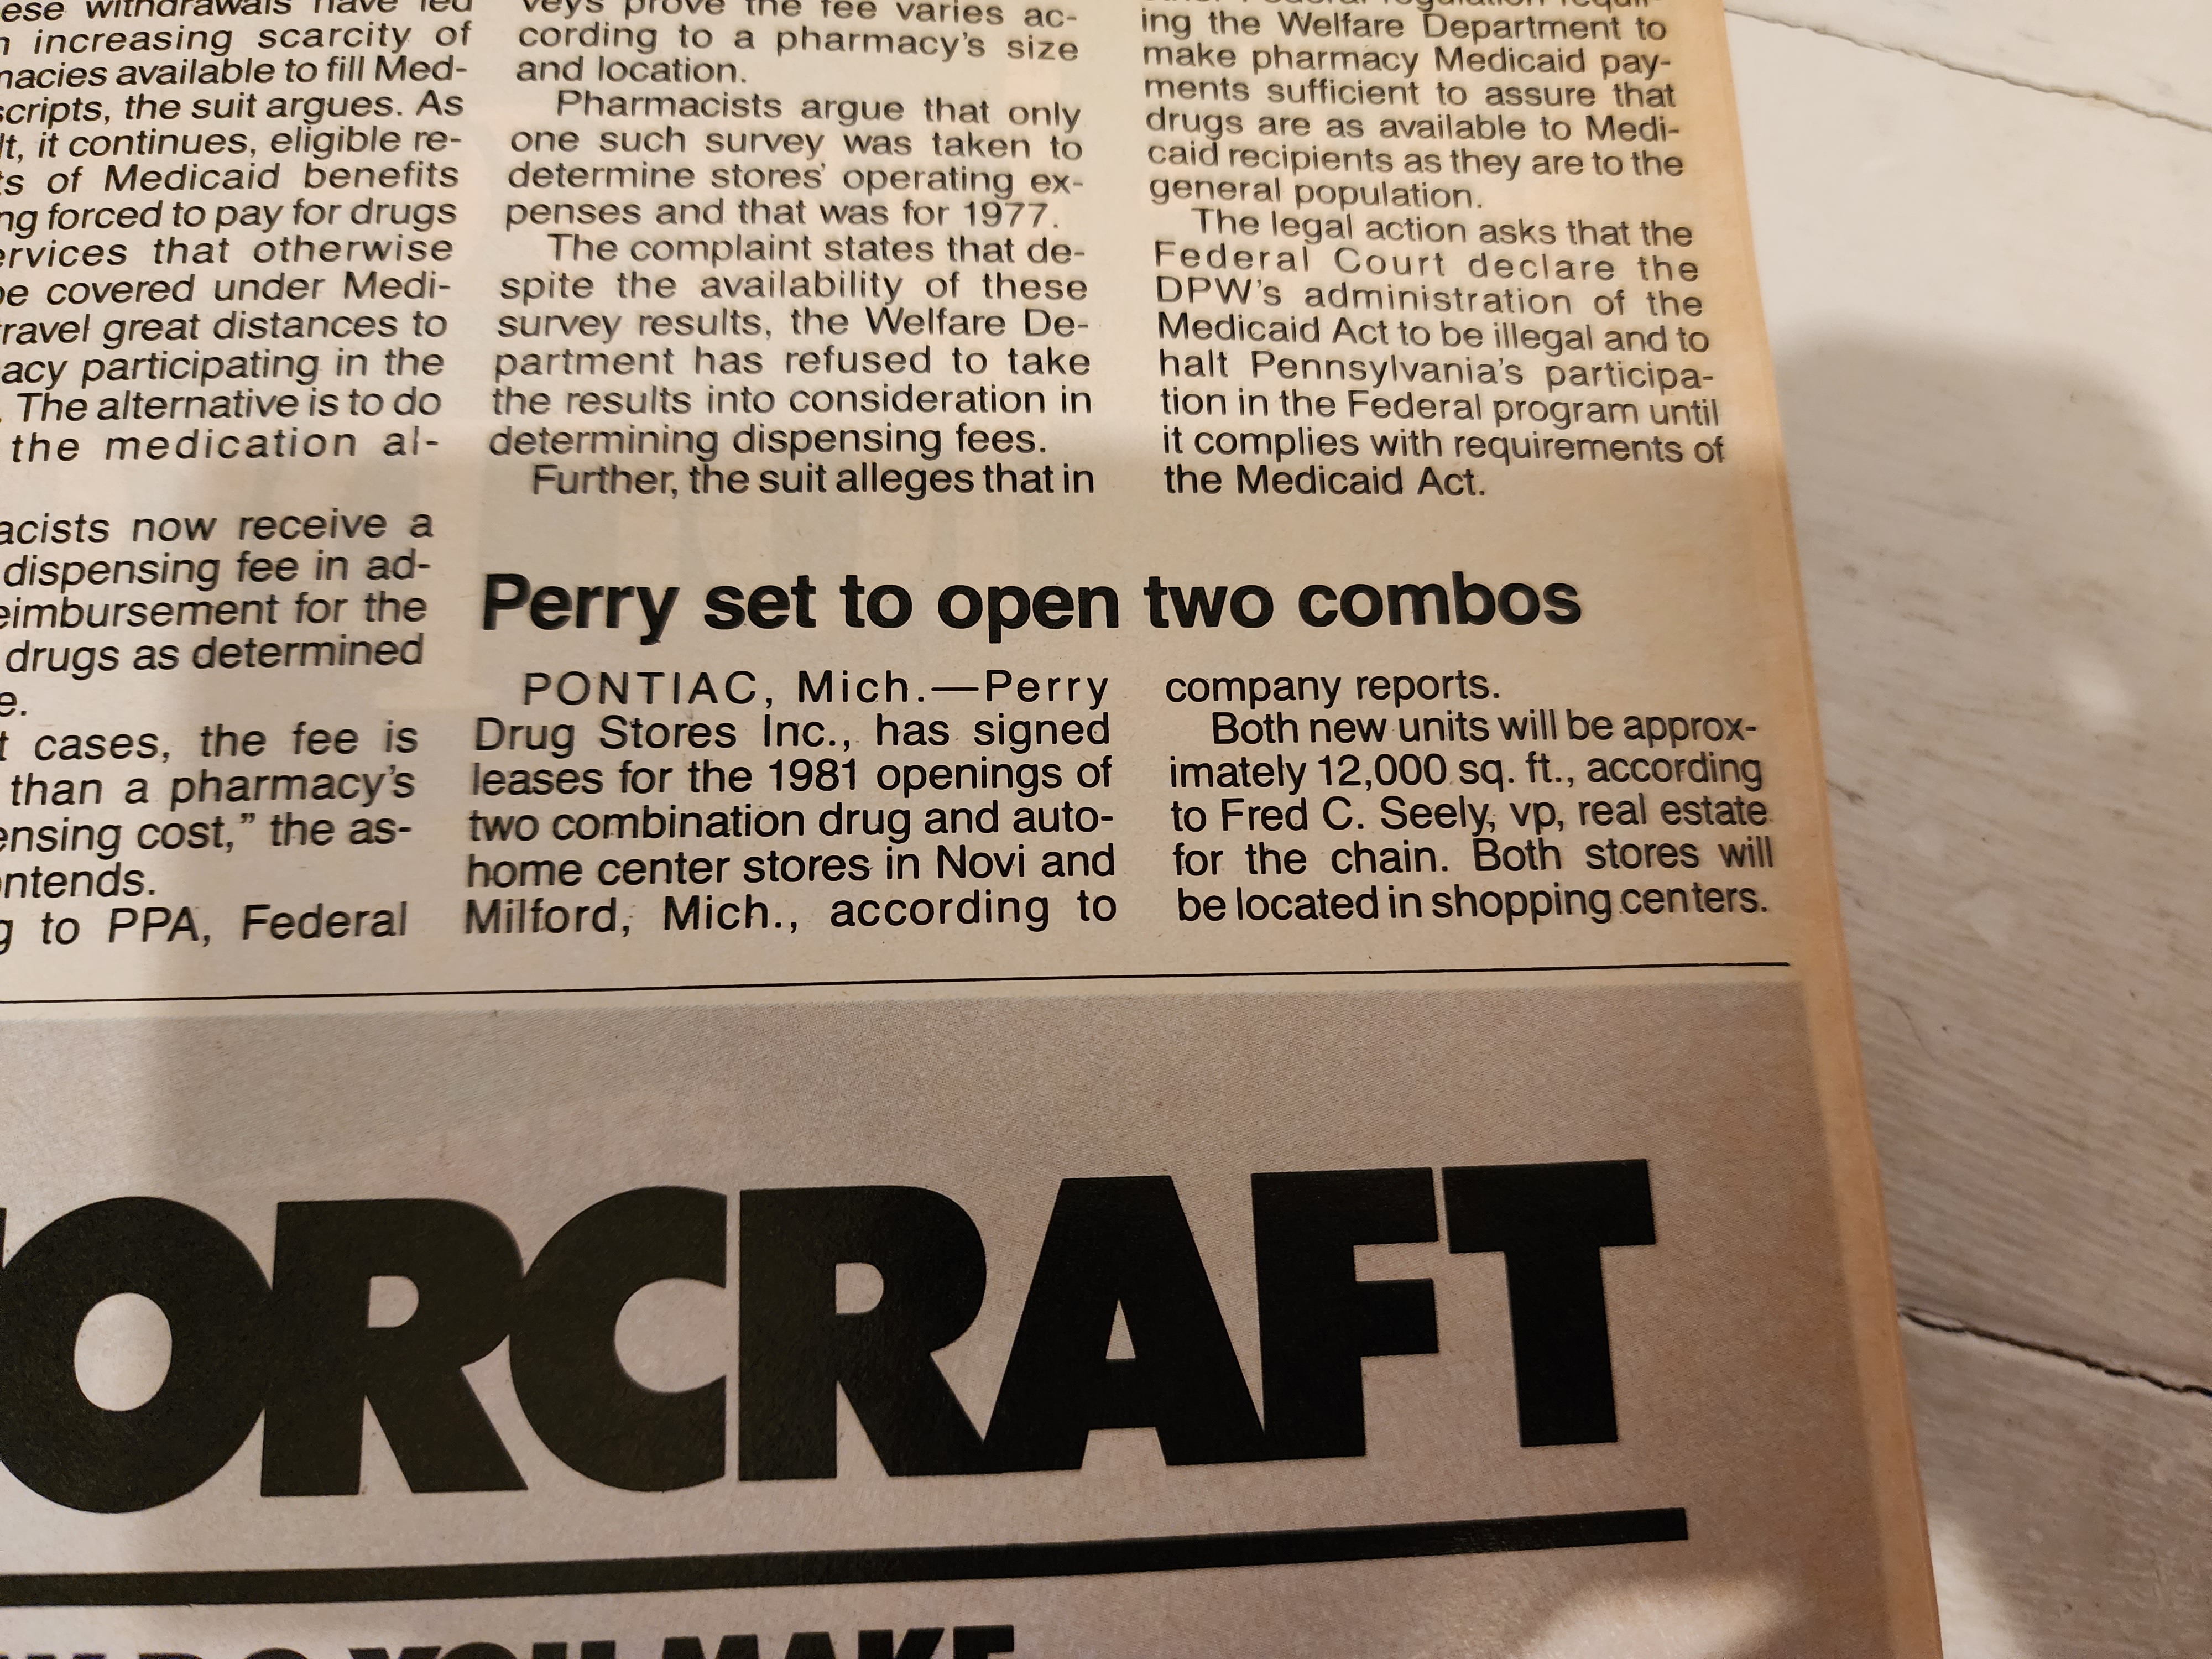 withdrawals have led
increasing scarcity of
available to fill Med-
scripts, the suit argues. As
it continues, eligible re-
of Medicaid benefits
forced to pay for drugs
that otherwise
covered under Medi-
travel great distances to
participating in the
The alternative is to do
the medication al-
now receive a
dispensing fee in ad-
reimbursement for the
drugs as determined
cases, the fee is
than a pharmacy's
cost," the as-
to PPA, Federal
veys prove the fee varies ac-
cording to a pharmacy's size
and location.
Pharmacists argue that only
one such survey was taken to
determine stores' operating ex-
penses and that was for 1977.
The complaint states that de-
spite the availability of these
survey results, the Welfare De-
partment has refused to take
the results into consideration in
determining dispensing fees.
Further, the suit alleges that in
ing the Welfare Department to
make pharmacy Medicaid pay-
ments sufficient to assure that
drugs are as available to Medi-
caid recipients as they are to the
general population.
The legal action asks that the
Federal Court declare the
DPW's administration of the
Medicaid Act to be illegal and to
halt Pennsylvania's participa-
tion in the Federal program until
it complies with requirements of
the Medicaid Act.
Perry set to open two combos
PONTIAC, Mich.—Perry
Drug Stores Inc., has signed
leases for the 1981 openings of
two combination drug and auto-
home center stores in Novi and
Milford, Mich., according to
company reports.
Both new units will be approx-
imately 12,000 sq. ft., according
to Fred C. Seely, vp, real estate
for the chain. Both stores will
be located in shopping centers.
ORCRAFT
DO YOU MAKE